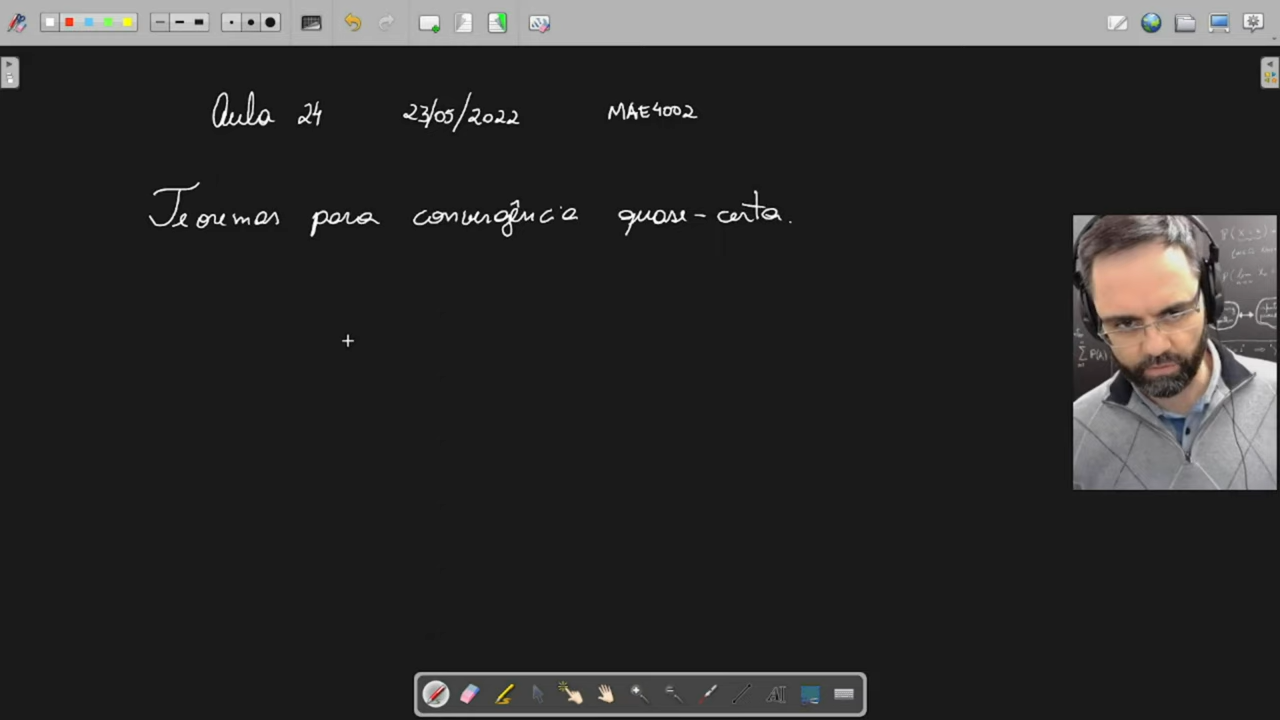 Aula 24 23/05/2022 MAE4002
Teoremas para convergência quase-certa.